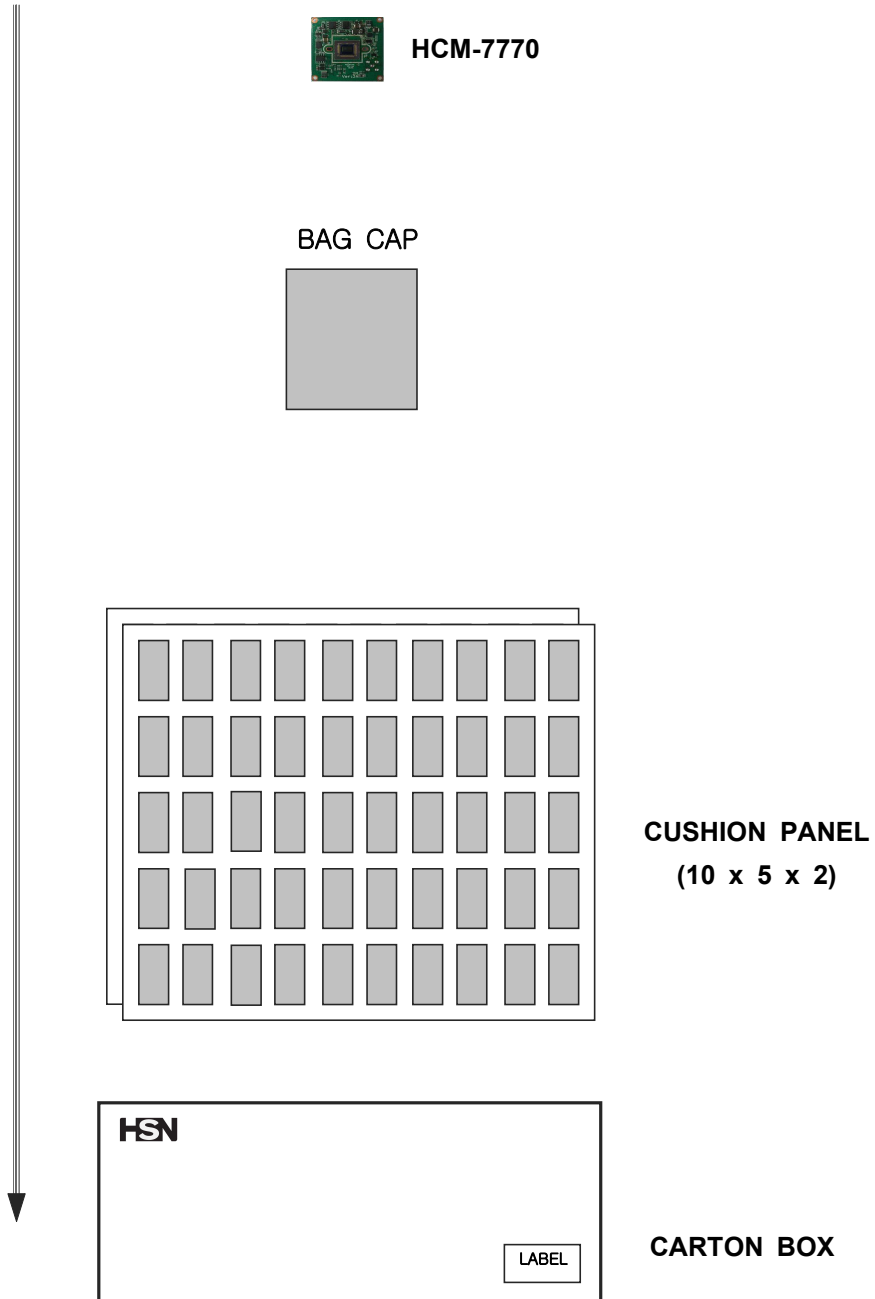 HCM-7770
BAG CAP
CUSHION PANEL
(10 x 5 x 2)
HSN
LABEL
CARTON BOX